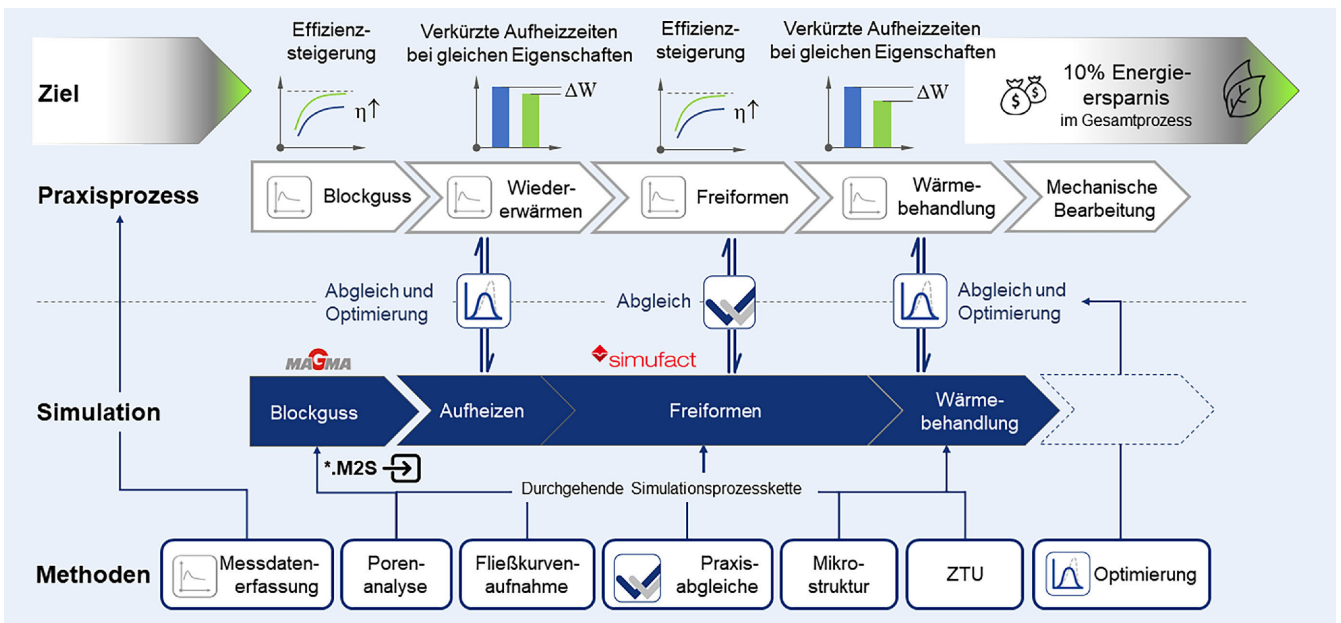 Effizienz-
steigerung
Verkürzte Aufheizzeiten
bei gleichen Eigenschaften
Effizienz-
steigerung
Verkürzte Aufheizzeiten
bei gleichen Eigenschaften
Ziel
η↑
ΔW
η↑
ΔW
$ $
10% Energie-
ersparnis
im Gesamtprozess
Praxisprozess
Blockguss
Wieder-
erwärmen
Freiformen
Wärme-
behandlung
Mechanische
Bearbeitung
Abgleich und
Optimierung
Abgleich
Abgleich und
Optimierung
MAGMA
simufact
Simulation
Blockguss
Aufheizen
Freiformen
Wärme-
behandlung
*.M2S
Durchgehende Simulationsprozesskette
Methoden
Messdaten-
erfassung
Poren-
analyse
Fließkurven-
aufnahme
Praxis-
abgleiche
Mikro-
struktur
ZTU
Optimierung